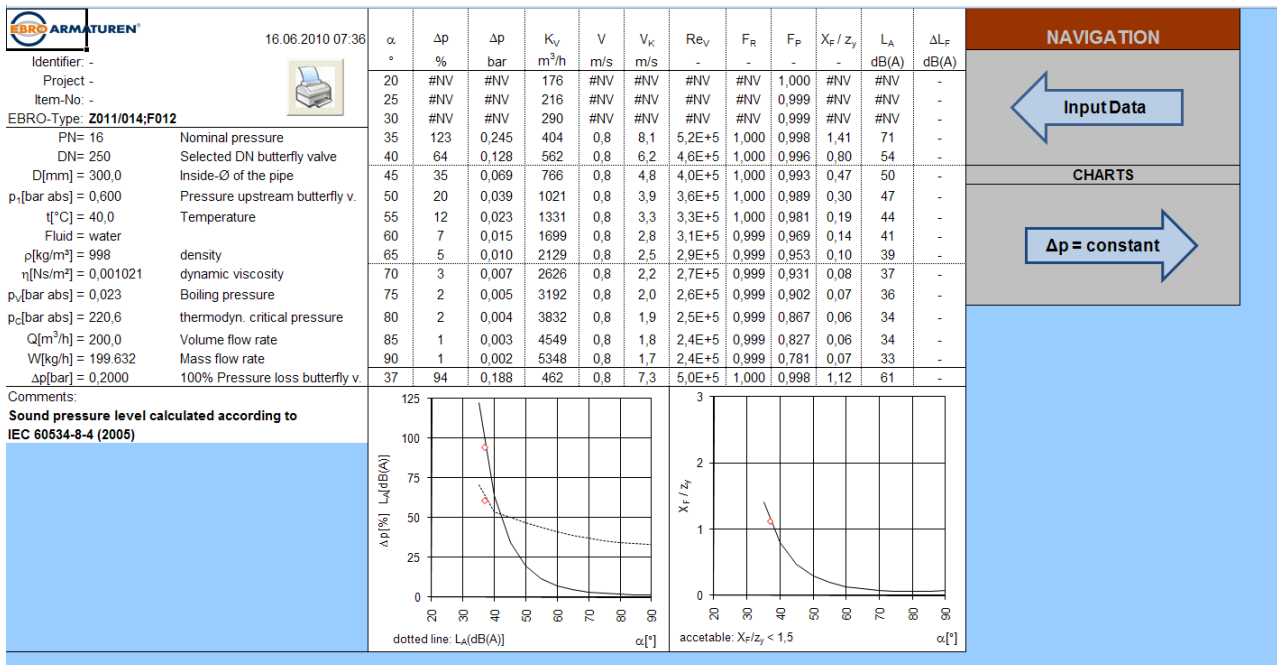 EBRO ARMATUREN®
16.06.2010 07:36
Identifier: -
Project -
Item-No: -
EBRO-Type: Z011/014;F012
PN= 16 Nominal pressure
DN= 250 Selected DN butterfly valve
D[mm] = 300,0 Inside-Ø of the pipe
p₁[bar abs] = 0,600 Pressure upstream butterfly v.
t[°C] = 40,0 Temperature
Fluid = water
ρ[kg/m³] = 998 density
η[Ns/m²] = 0,001021 dynamic viscosity
pᵥ[bar abs] = 0,023 Boiling pressure
p_C[bar abs] = 220,6 thermodyn. critical pressure
Q[m³/h] = 200,0 Volume flow rate
W[kg/h] = 199.632 Mass flow rate
Δp[bar] = 0,2000 100% Pressure loss butterfly v.
Comments:
Sound pressure level calculated according to
IEC 60534-8-4 (2005)
α Δp Δp K_V V V_K Re_V F_R F_P X_F / z_y L_A ΔL_F
° % bar m³/h m/s m/s - - - - dB(A) dB(A)
20 #NV #NV 176 #NV #NV #NV #NV 1,000 #NV #NV -
25 #NV #NV 216 #NV #NV #NV #NV 0,999 #NV #NV -
30 #NV #NV 290 #NV #NV #NV #NV 0,999 #NV #NV -
35 123 0,245 404 0,8 8,1 5,2E+5 1,000 0,998 1,41 71 -
40 64 0,128 562 0,8 6,2 4,6E+5 1,000 0,996 0,80 54 -
45 35 0,069 766 0,8 4,8 4,0E+5 1,000 0,993 0,47 50 -
50 20 0,039 1021 0,8 3,9 3,6E+5 1,000 0,989 0,30 47 -
55 12 0,023 1331 0,8 3,3 3,3E+5 1,000 0,981 0,19 44 -
60 7 0,015 1699 0,8 2,8 3,1E+5 0,999 0,969 0,14 41 -
65 5 0,010 2129 0,8 2,5 2,9E+5 0,999 0,953 0,10 39 -
70 3 0,007 2626 0,8 2,2 2,7E+5 0,999 0,931 0,08 37 -
75 2 0,005 3192 0,8 2,0 2,6E+5 0,999 0,902 0,07 36 -
80 2 0,004 3832 0,8 1,9 2,5E+5 0,999 0,867 0,06 34 -
85 1 0,003 4549 0,8 1,8 2,4E+5 0,999 0,827 0,06 34 -
90 1 0,002 5348 0,8 1,7 2,4E+5 0,999 0,781 0,07 33 -
37 94 0,188 462 0,8 7,3 5,0E+5 1,000 0,998 1,12 61 -
Δp[%] L_A[dB(A)]
125
100
75
50
25
0
20 30 40 50 60 70 80 90
dotted line: L_A(dB(A)] α[°]
X_F / z_y
3
2
1
0
20 30 40 50 60 70 80 90
accetable: X_F/z_y < 1,5 α[°]
NAVIGATION
Input Data
CHARTS
Δp = constant